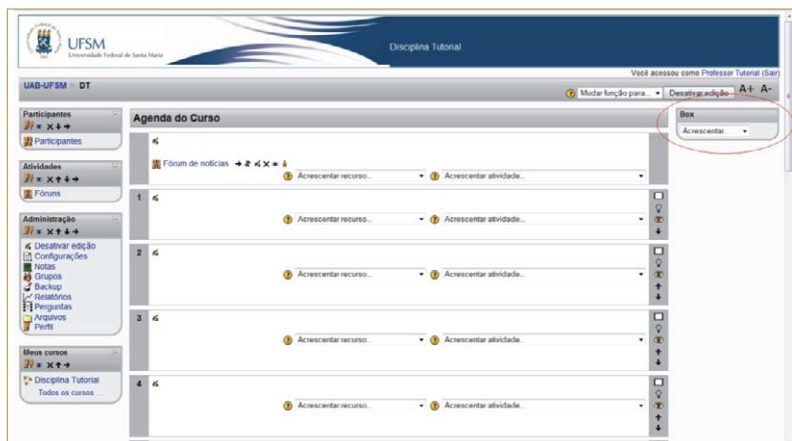 UFSM
Universidade Federal de Santa Maria
Disciplina Tutorial
Você acessou como Professor Tutorial (Sair)
UAB-UFSM DT
Mudar função para...
Desativar edição
A+ A-
Participantes
Participantes
Atividades
Fóruns
Administração
Desativar edição
Configurações
Notas
Grupos
Backup
Relatórios
Perguntas
Arquivos
Perfil
Meus cursos
Disciplina Tutorial
Todos os cursos ...
Agenda do Curso
Fórum de notícias
Acrescentar recurso... Acrescentar atividade...
1
Acrescentar recurso... Acrescentar atividade...
2
Acrescentar recurso... Acrescentar atividade...
3
Acrescentar recurso... Acrescentar atividade...
4
Acrescentar recurso... Acrescentar atividade...
Box
Acrescentar...